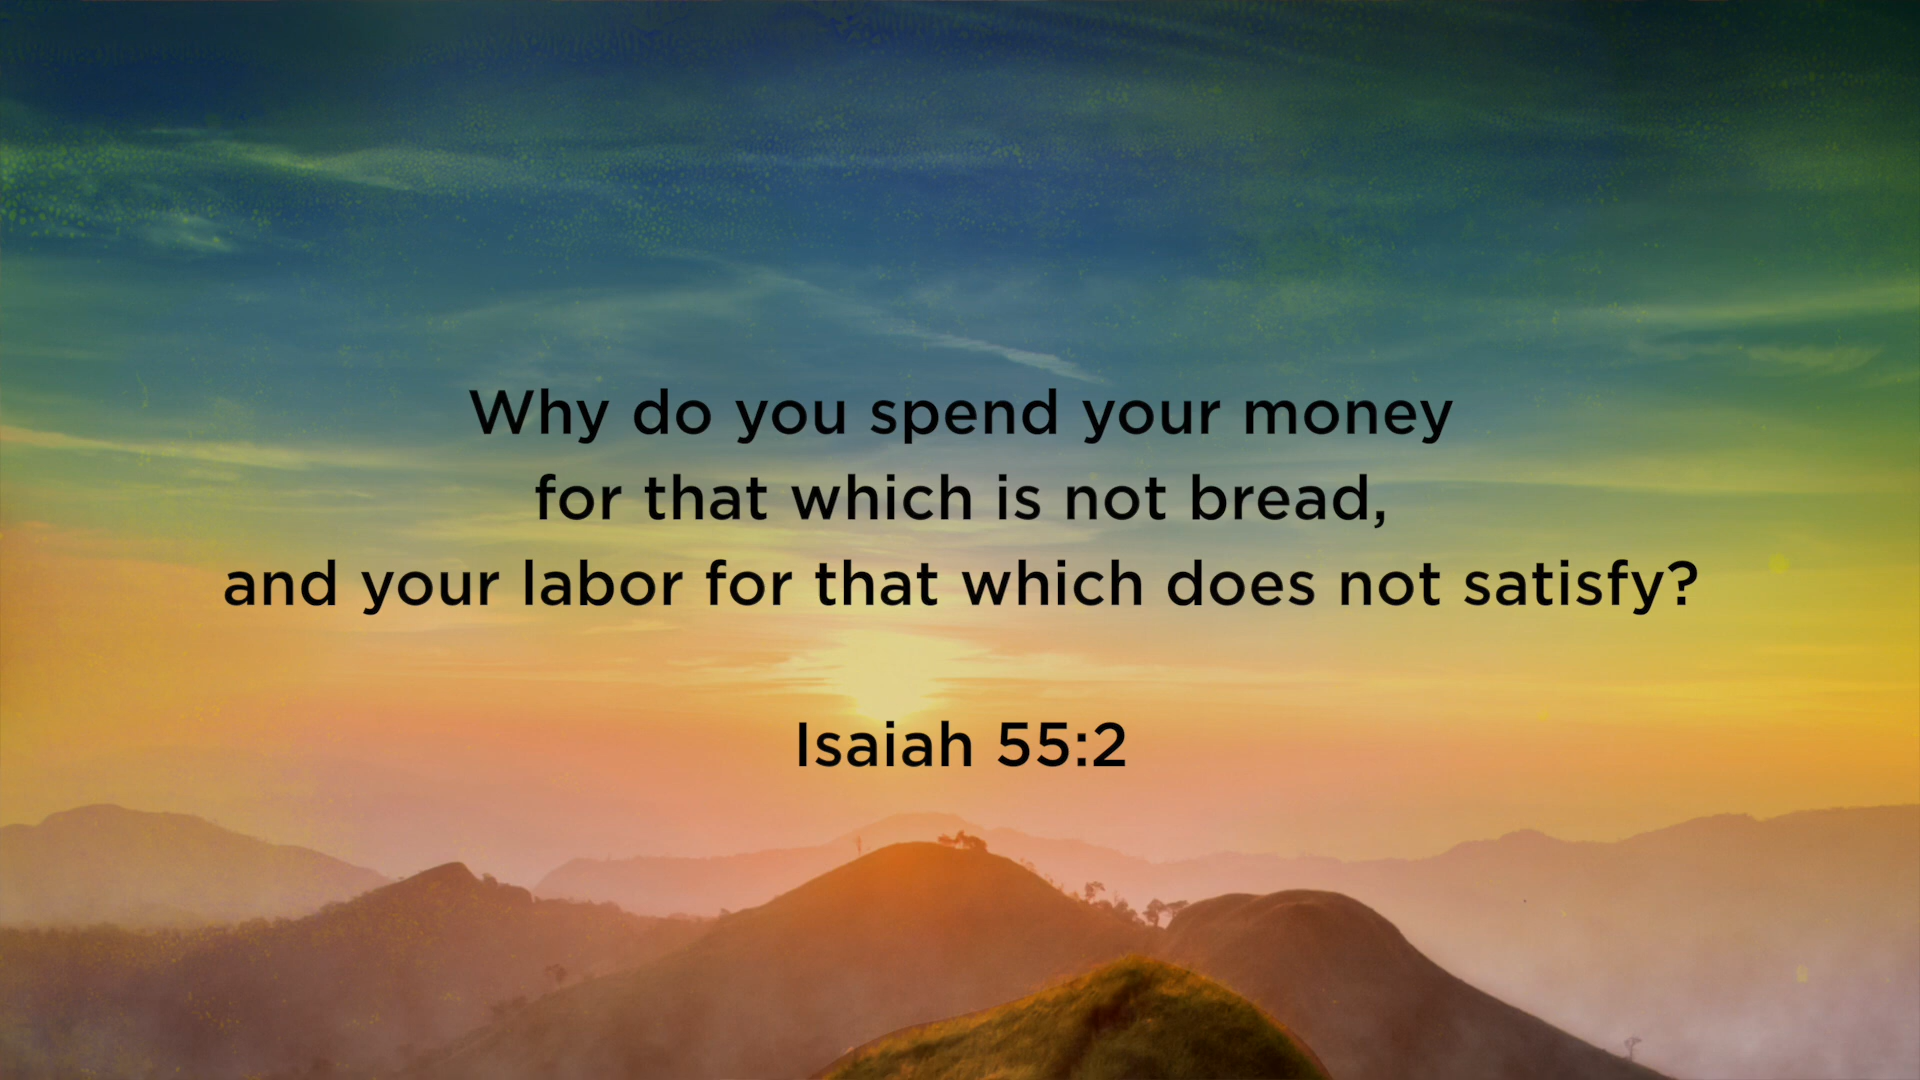 Why do you spend your money
for that which is not bread,
and your labor for that which does not satisfy?
Isaiah 55:2